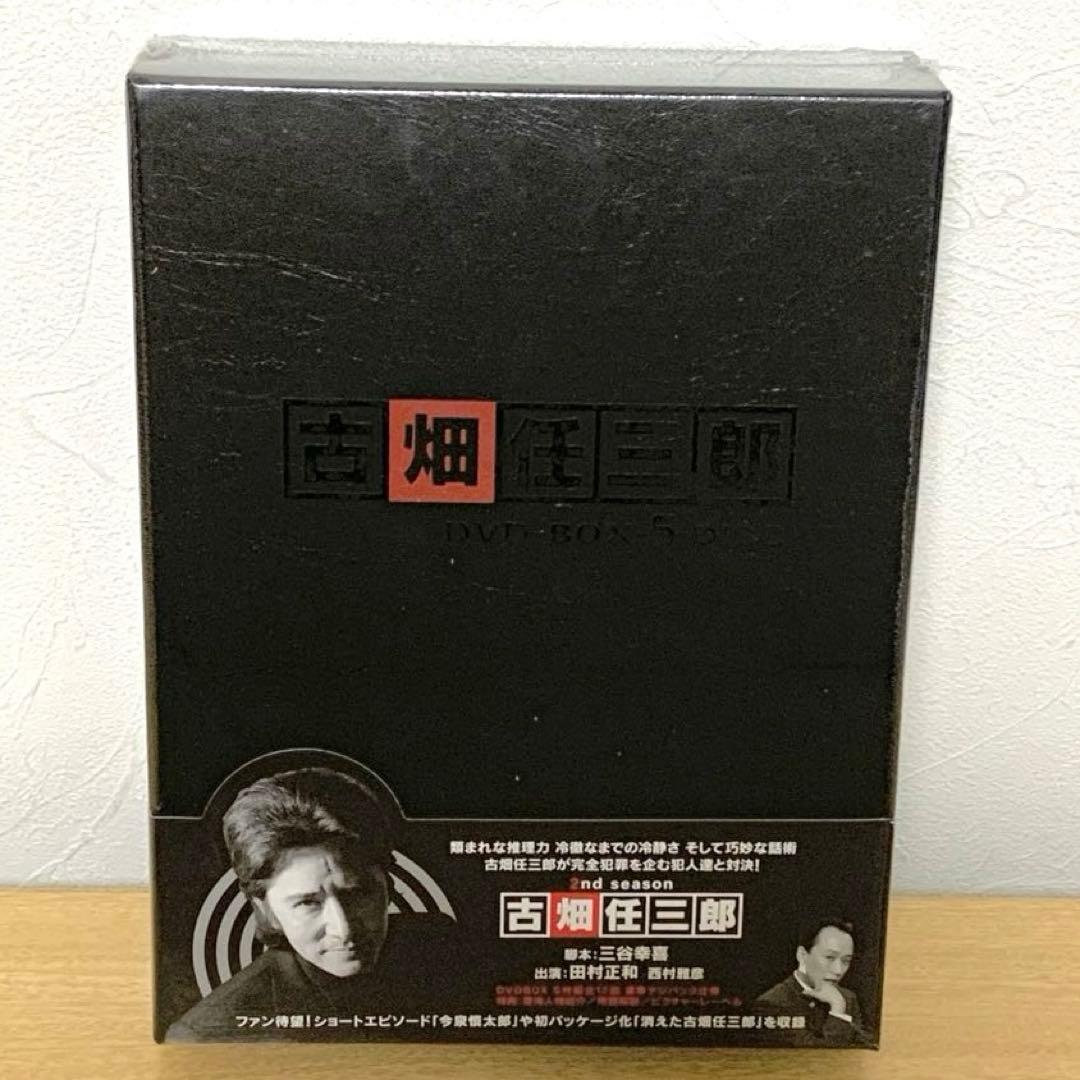 古畑任三郎
DVD-BOX 5 DISC
類まれな推理力 冷徹なまでの冷静さ そして巧妙な話術
古畑任三郎が完全犯罪を企む犯人達と対決!
2nd season
古畑任三郎
脚本:三谷幸喜
出演:田村正和 西村雅彦
ファン待望!ショートエピソード「今泉慎太郎」や初パッケージ化「消えた古畑任三郎」を収録